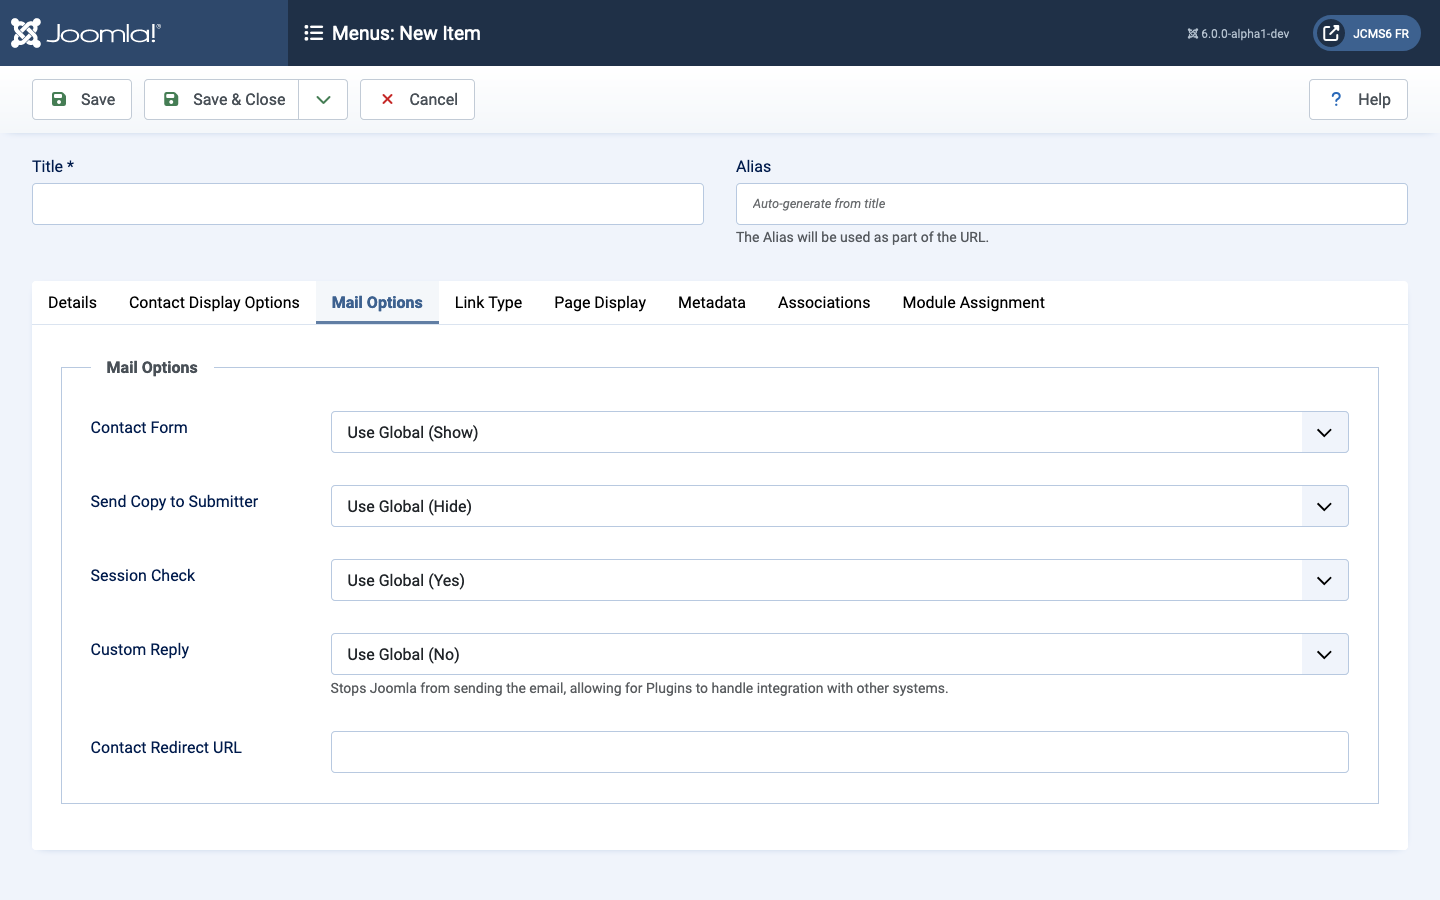 Joomla!®
Menus: New Item
6.0.0-alpha1-dev
JCMS6 FR
Save
Save & Close
Cancel
? Help
Title *
Alias
Auto-generate from title
The Alias will be used as part of the URL.
Details
Contact Display Options
Mail Options
Link Type
Page Display
Metadata
Associations
Module Assignment
Mail Options
Contact Form
Use Global (Show)
Send Copy to Submitter
Use Global (Hide)
Session Check
Use Global (Yes)
Custom Reply
Use Global (No)
Stops Joomla from sending the email, allowing for Plugins to handle integration with other systems.
Contact Redirect URL